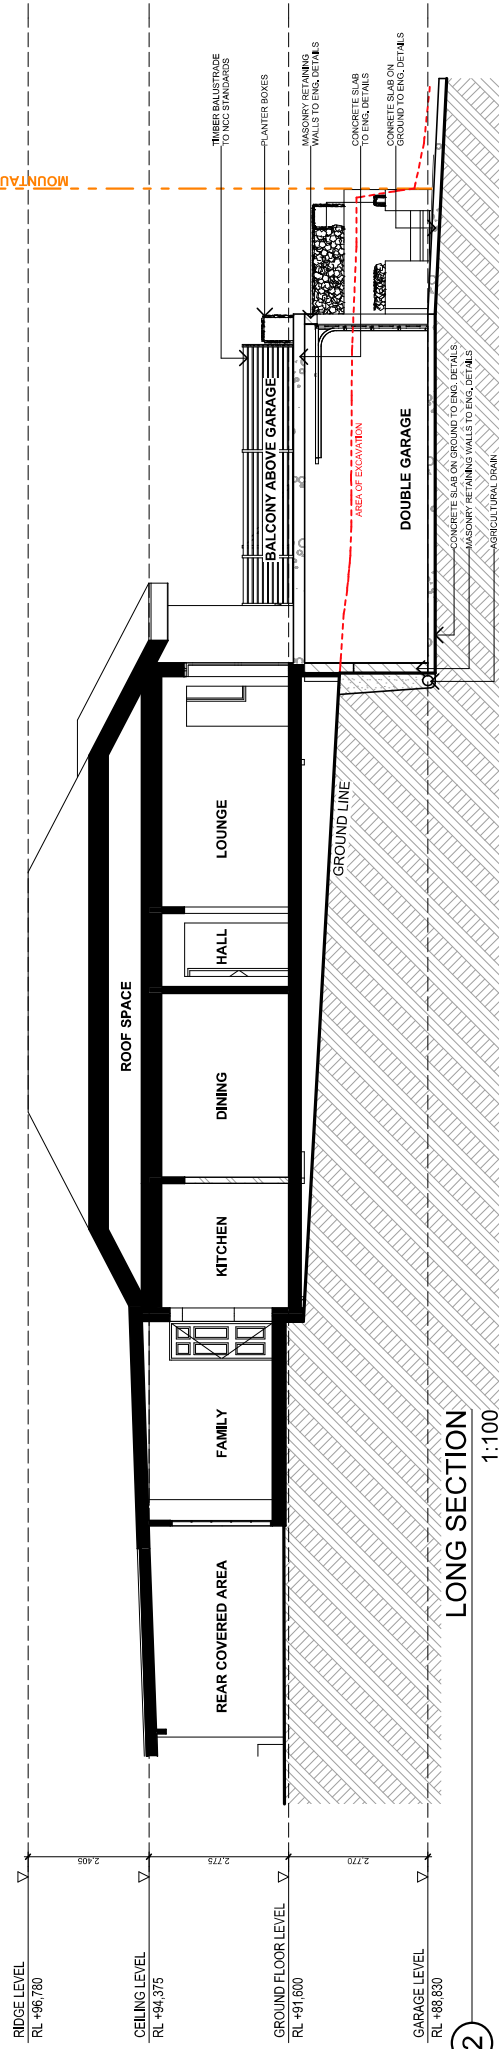 RIDGE LEVEL
RL +96,780
CEILING LEVEL
RL +94,375
GROUND FLOOR LEVEL
RL +91,600
GARAGE LEVEL
RL +88,830
2,405
2,775
2,770
REAR COVERED AREA
FAMILY
KITCHEN
DINING
HALL
LOUNGE
ROOF SPACE
BALCONY ABOVE GARAGE
DOUBLE GARAGE
GROUND LINE
AREA OF EXCAVATION
TIMBER BALUSTRADE
TO NCC STANDARDS
PLANTER BOXES
MASONRY RETAINING
WALLS TO ENG. DETAILS
CONCRETE SLAB
TO ENG. DETAILS
CONRETE SLAB ON
GROUND TO ENG. DETAILS
CONCRETE SLAB ON GROUND TO ENG. DETAILS
MASONRY RETAINING WALLS TO ENG. DETAILS
AGRICULTURAL DRAIN
2
LONG SECTION
1:100